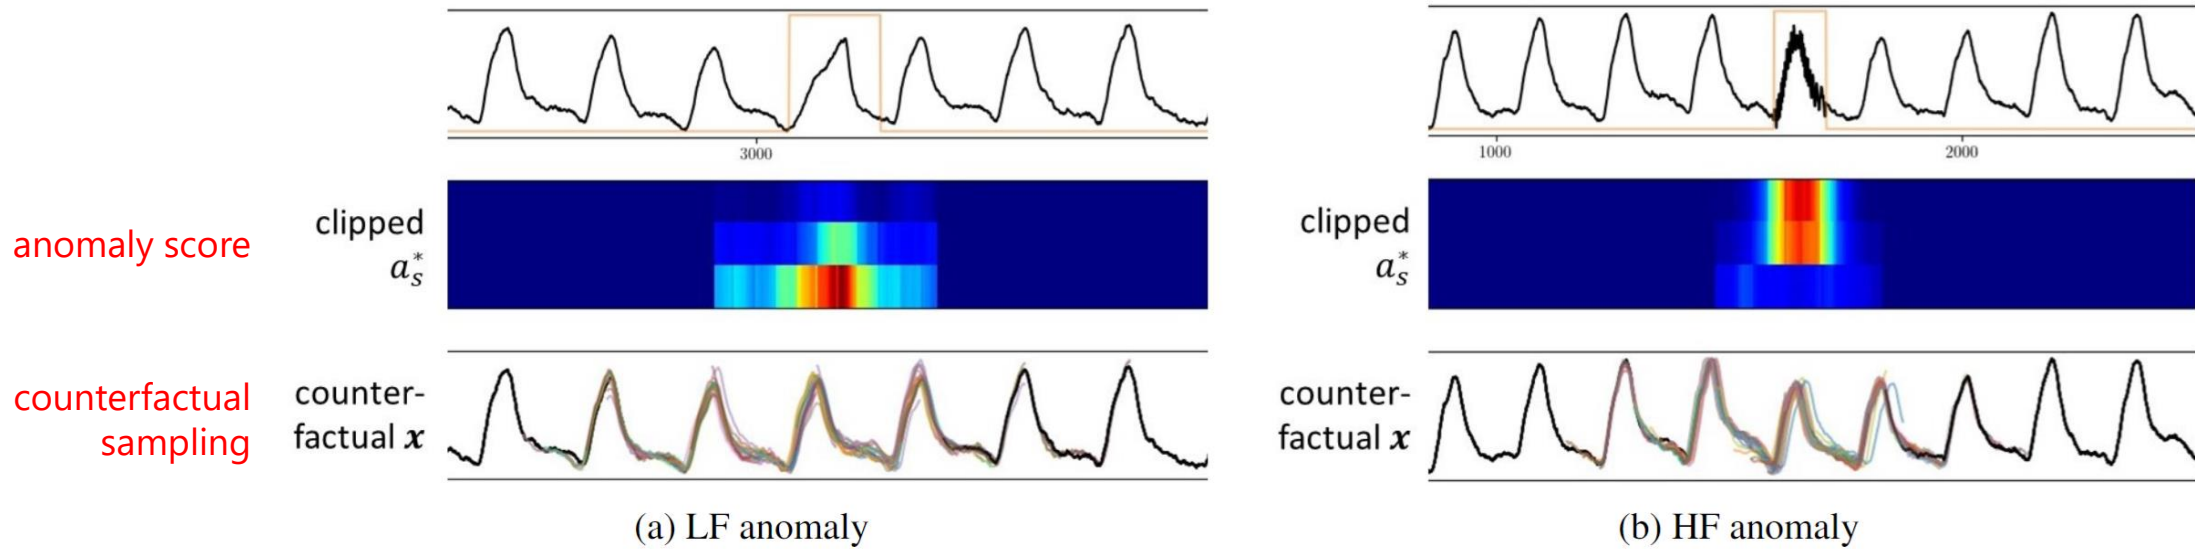 3000
1000 2000
anomaly score
clipped
a*s
clipped
a*s
counterfactual
sampling
counter-
factual x
counter-
factual x
(a) LF anomaly
(b) HF anomaly